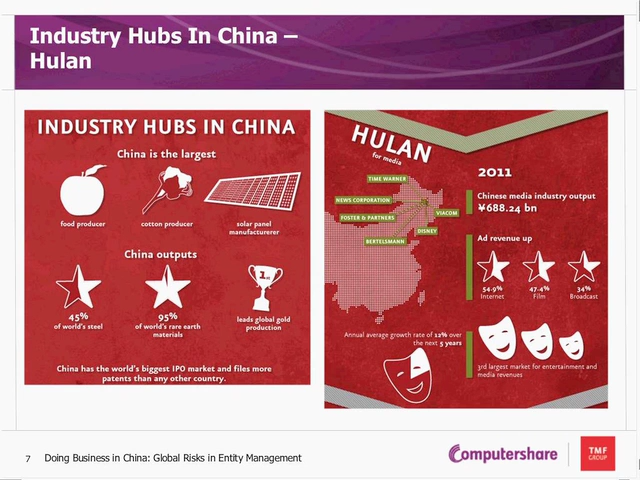 Industry Hubs In China –
Hulan
INDUSTRY HUBS IN CHINA
China is the largest
food producer
cotton producer
solar panel
manufacturerer
China outputs
45%
of world's steel
95%
of world's rare earth
materials
1st
leads global gold
production
China has the world's biggest IPO market and files more
patents than any other country.
HULAN
for media
TIME WARNER
NEWS CORPORATION
FOSTER & PARTNERS
VIACOM
DISNEY
BERTELSMANN
2011
Chinese media industry output
¥688.24 bn
Ad revenue up
54.9%
Internet
47.4%
Film
34%
Broadcast
Annual average growth rate of 12% over
the next 5 years
3rd largest market for entertainment and
media revenues
7 Doing Business in China: Global Risks in Entity Management
Computershare
TMF
GROUP